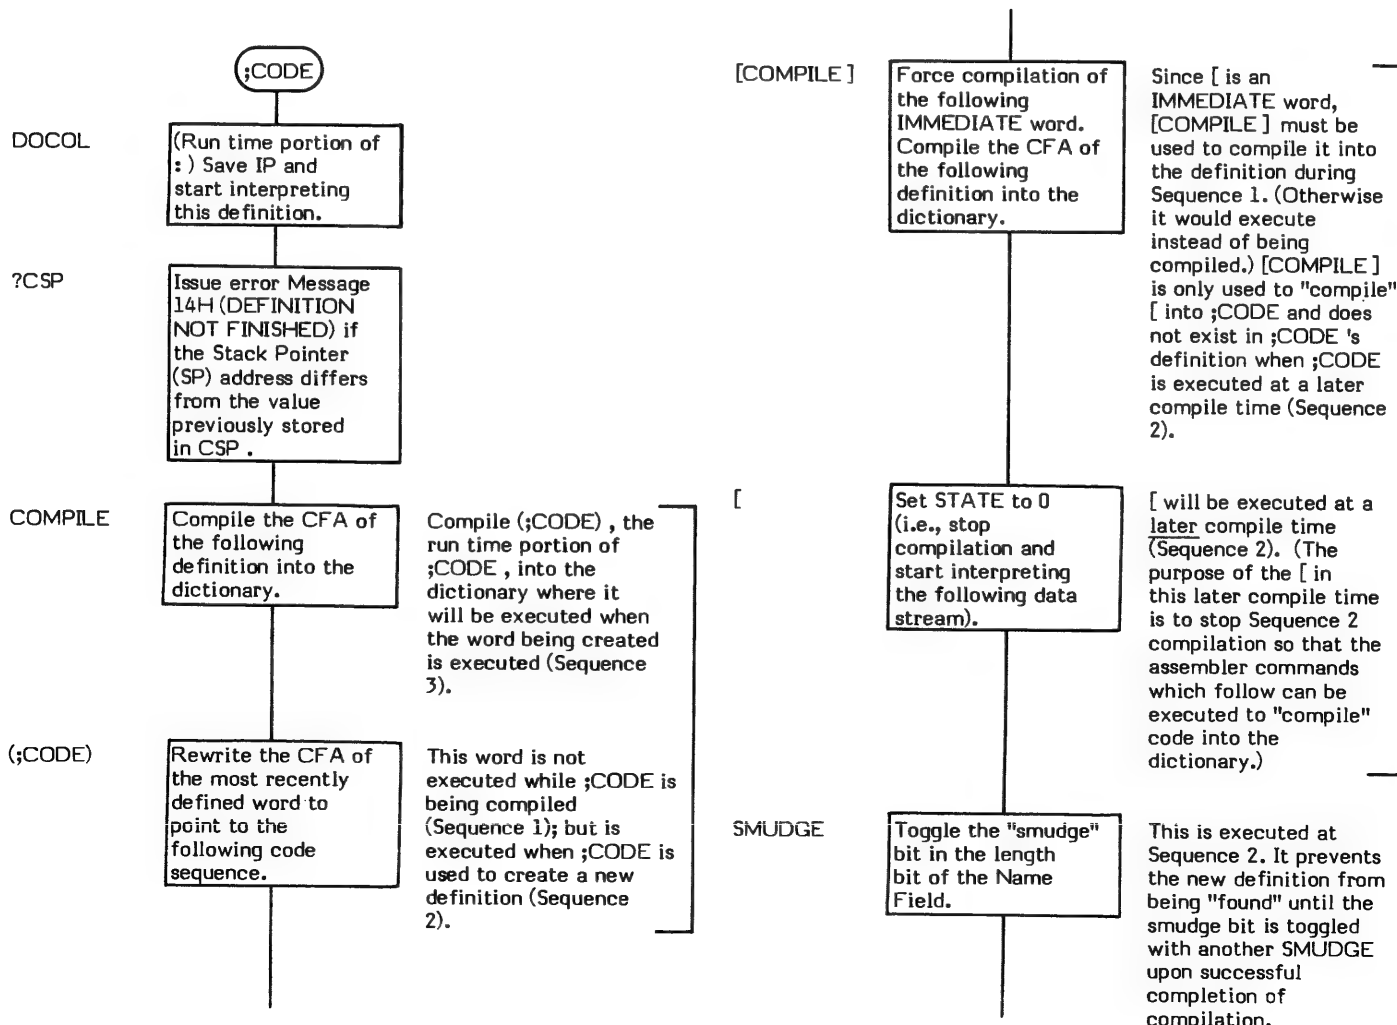 ;CODE
DOCOL
(Run time portion of
: ) Save IP and
start interpreting
this definition.
?CSP
Issue error Message
14H (DEFINITION
NOT FINISHED) if
the Stack Pointer
(SP) address differs
from the value
previously stored
in CSP .
COMPILE
Compile the CFA of
the following
definition into the
dictionary.
Compile (;CODE) , the
run time portion of
;CODE , into the
dictionary where it
will be executed when
the word being created
is executed (Sequence
3).
(;CODE)
Rewrite the CFA of
the most recently
defined word to
point to the
following code
sequence.
This word is not
executed while ;CODE is
being compiled
(Sequence 1); but is
executed when ;CODE is
used to create a new
definition (Sequence
2).
[COMPILE ]
Force compilation of
the following
IMMEDIATE word.
Compile the CFA of
the following
definition into the
dictionary.
Since [ is an
IMMEDIATE word,
[COMPILE ] must be
used to compile it into
the definition during
Sequence 1. (Otherwise
it would execute
instead of being
compiled.) [COMPILE ]
is only used to "compile"
[ into ;CODE and does
not exist in ;CODE 's
definition when ;CODE
is executed at a later
compile time (Sequence
2).
[
Set STATE to 0
(i.e., stop
compilation and
start interpreting
the following data
stream).
[ will be executed at a
later compile time
(Sequence 2). (The
purpose of the [ in
this later compile time
is to stop Sequence 2
compilation so that the
assembler commands
which follow can be
executed to "compile"
code into the
dictionary.)
SMUDGE
Toggle the "smudge"
bit in the length
bit of the Name
Field.
This is executed at
Sequence 2. It prevents
the new definition from
being "found" until the
smudge bit is toggled
with another SMUDGE
upon successful
completion of
compilation.